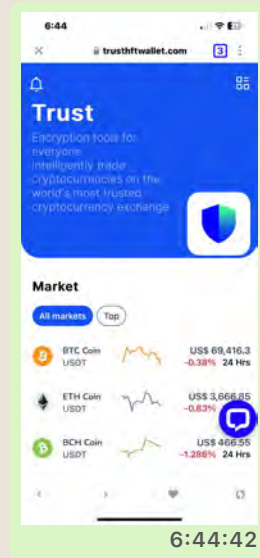 6:44
trusthftwallet.com
3
Trust
Encryption tools for
everyone
Intelligently trade
cryptocurrencies on the
world's most trusted
cryptocurrency exchange
Market
All markets
Top
BTC Coin
US$ 69,416.3
USDT
-0.38% 24 Hrs
ETH Coin
US$ 3,666.85
USDT
-0.83%
BCH Coin
US$ 466.55
USDT
-1.286% 24 Hrs
6:44:42